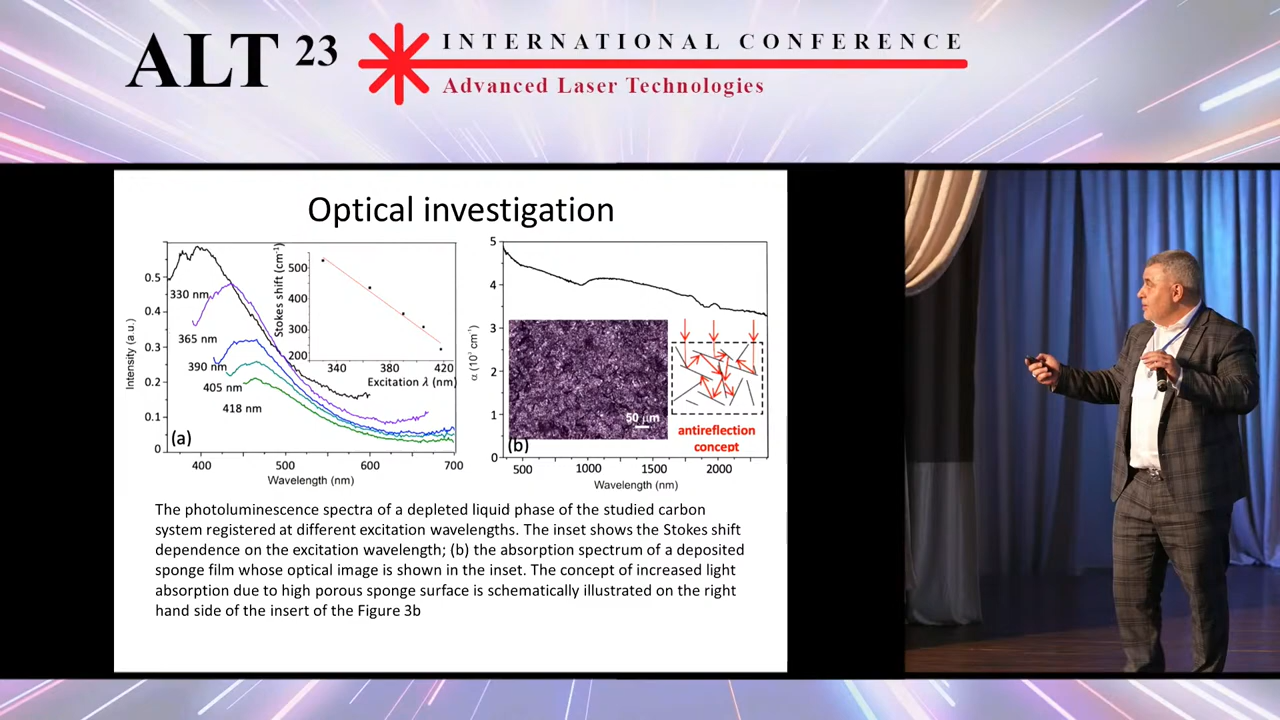 ALT 23
INTERNATIONAL CONFERENCE
Advanced Laser Technologies
Optical investigation
Intensity (a.u.)
0.5
0.4
0.3
0.2
0.1
0
330 nm
365 nm
390 nm
405 nm
418 nm
(a)
400
500
600
700
Wavelength (nm)
Stokes shift (cm⁻¹)
500
400
300
200
340
380
420
Excitation λ (nm)
5
4
3
2
1
0
50 μm
(b)
antireflection
concept
500
1000
1500
2000
Wavelength (nm)
The photoluminescence spectra of a depleted liquid phase of the studied carbon
system registered at different excitation wavelengths. The inset shows the Stokes shift
dependence on the excitation wavelength; (b) the absorption spectrum of a deposited
sponge film whose optical image is shown in the inset. The concept of increased light
absorption due to high porous sponge surface is schematically illustrated on the right
hand side of the insert of the Figure 3b